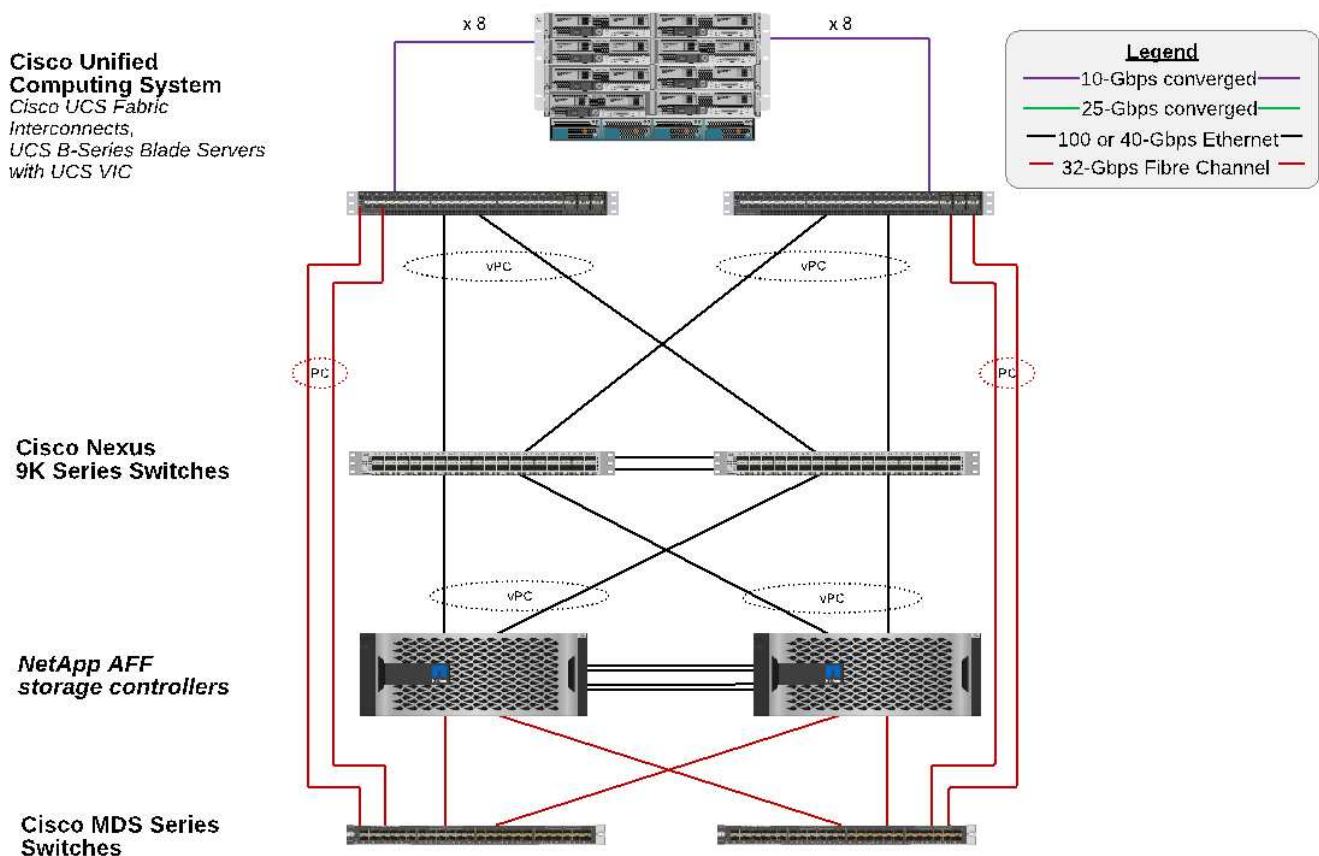 x 8
x 8
Cisco Unified
Computing System
Cisco UCS Fabric
Interconnects,
UCS B-Series Blade Servers
with UCS VIC
Legend
10-Gbps converged
25-Gbps converged
100 or 40-Gbps Ethernet
32-Gbps Fibre Channel
vPC
vPC
PC
PC
Cisco Nexus
9K Series Switches
vPC
vPC
NetApp AFF
storage controllers
Cisco MDS Series
Switches